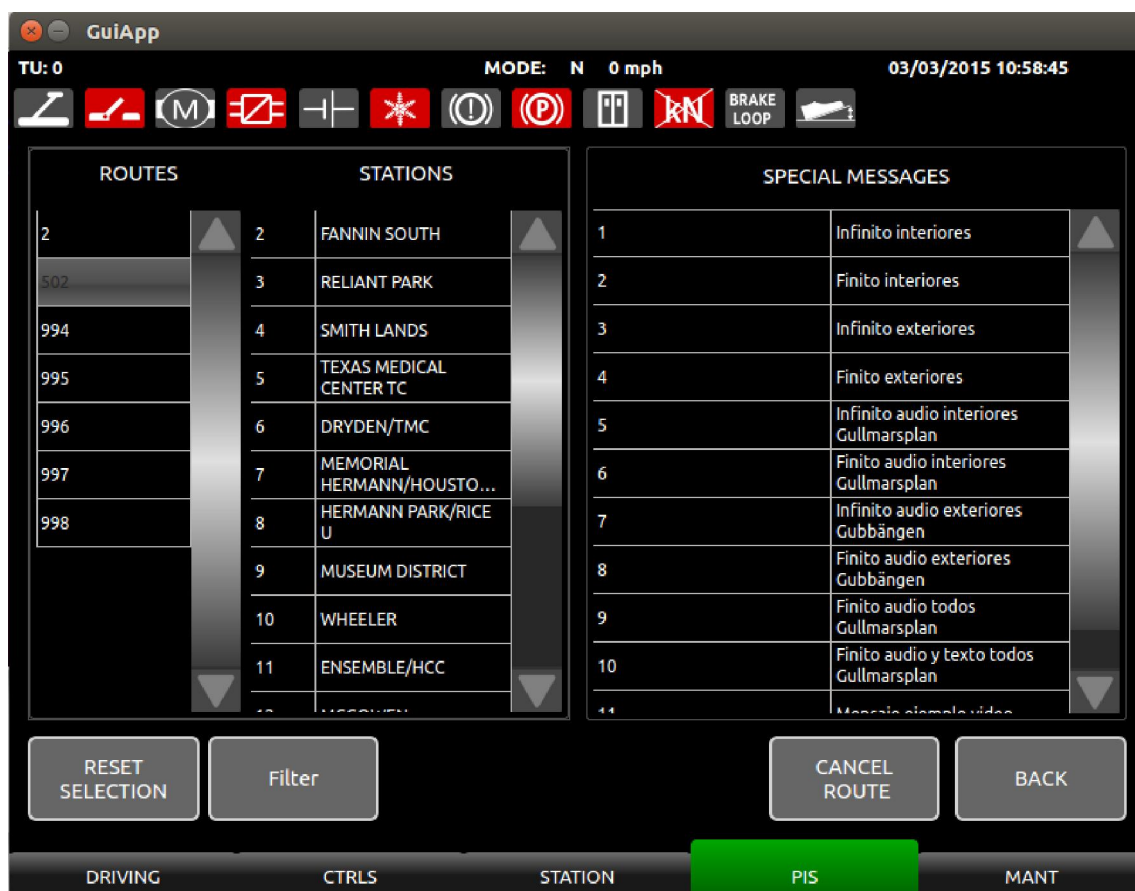 GuiApp
TU: 0
MODE: N 0 mph
03/03/2015 10:58:45
M
(!)
(P)
kN
BRAKE
LOOP
ROUTES
STATIONS
SPECIAL MESSAGES
2
502
994
995
996
997
998
2 FANNIN SOUTH
3 RELIANT PARK
4 SMITH LANDS
5 TEXAS MEDICAL
CENTER TC
6 DRYDEN/TMC
7 MEMORIAL
HERMANN/HOUSTO...
8 HERMANN PARK/RICE
U
9 MUSEUM DISTRICT
10 WHEELER
11 ENSEMBLE/HCC
1 Infinito interiores
2 Finito interiores
3 Infinito exteriores
4 Finito exteriores
5 Infinito audio interiores
Gullmarsplan
6 Finito audio interiores
Gullmarsplan
7 Infinito audio exteriores
Gubbängen
8 Finito audio exteriores
Gubbängen
9 Finito audio todos
Gullmarsplan
10 Finito audio y texto todos
Gullmarsplan
11 Mensaje ejemplo video
RESET
SELECTION
Filter
CANCEL
ROUTE
BACK
DRIVING
CTRLS
STATION
PIS
MANT